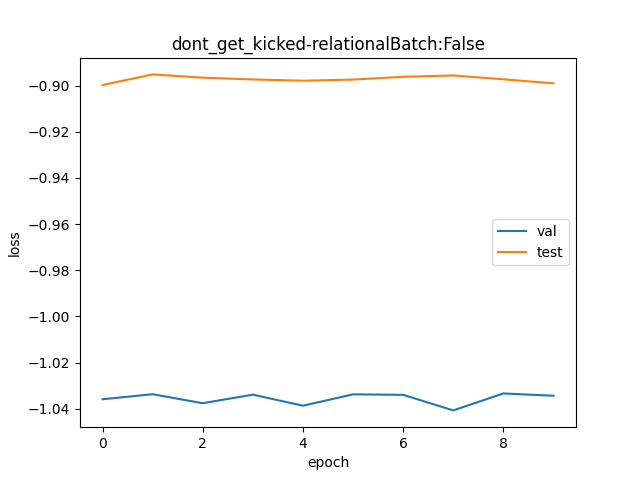 dont_get_kicked-relationalBatch:False
loss
−0.90
−0.92
−0.94
−0.96
−0.98
−1.00
−1.02
−1.04
val
test
0
2
4
6
8
epoch